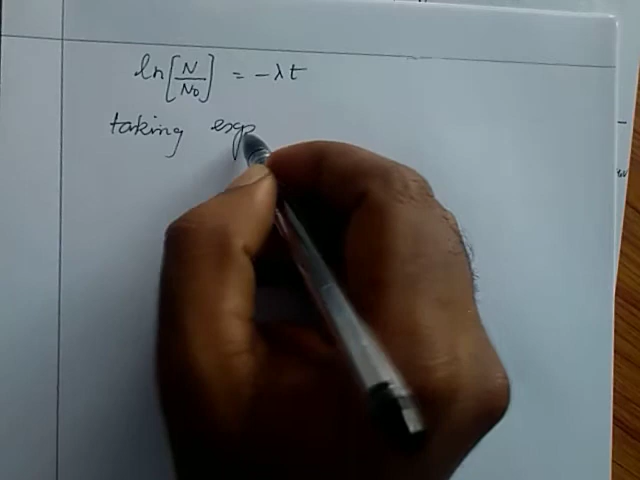 ln[N/N₀] = -λt
taking exp